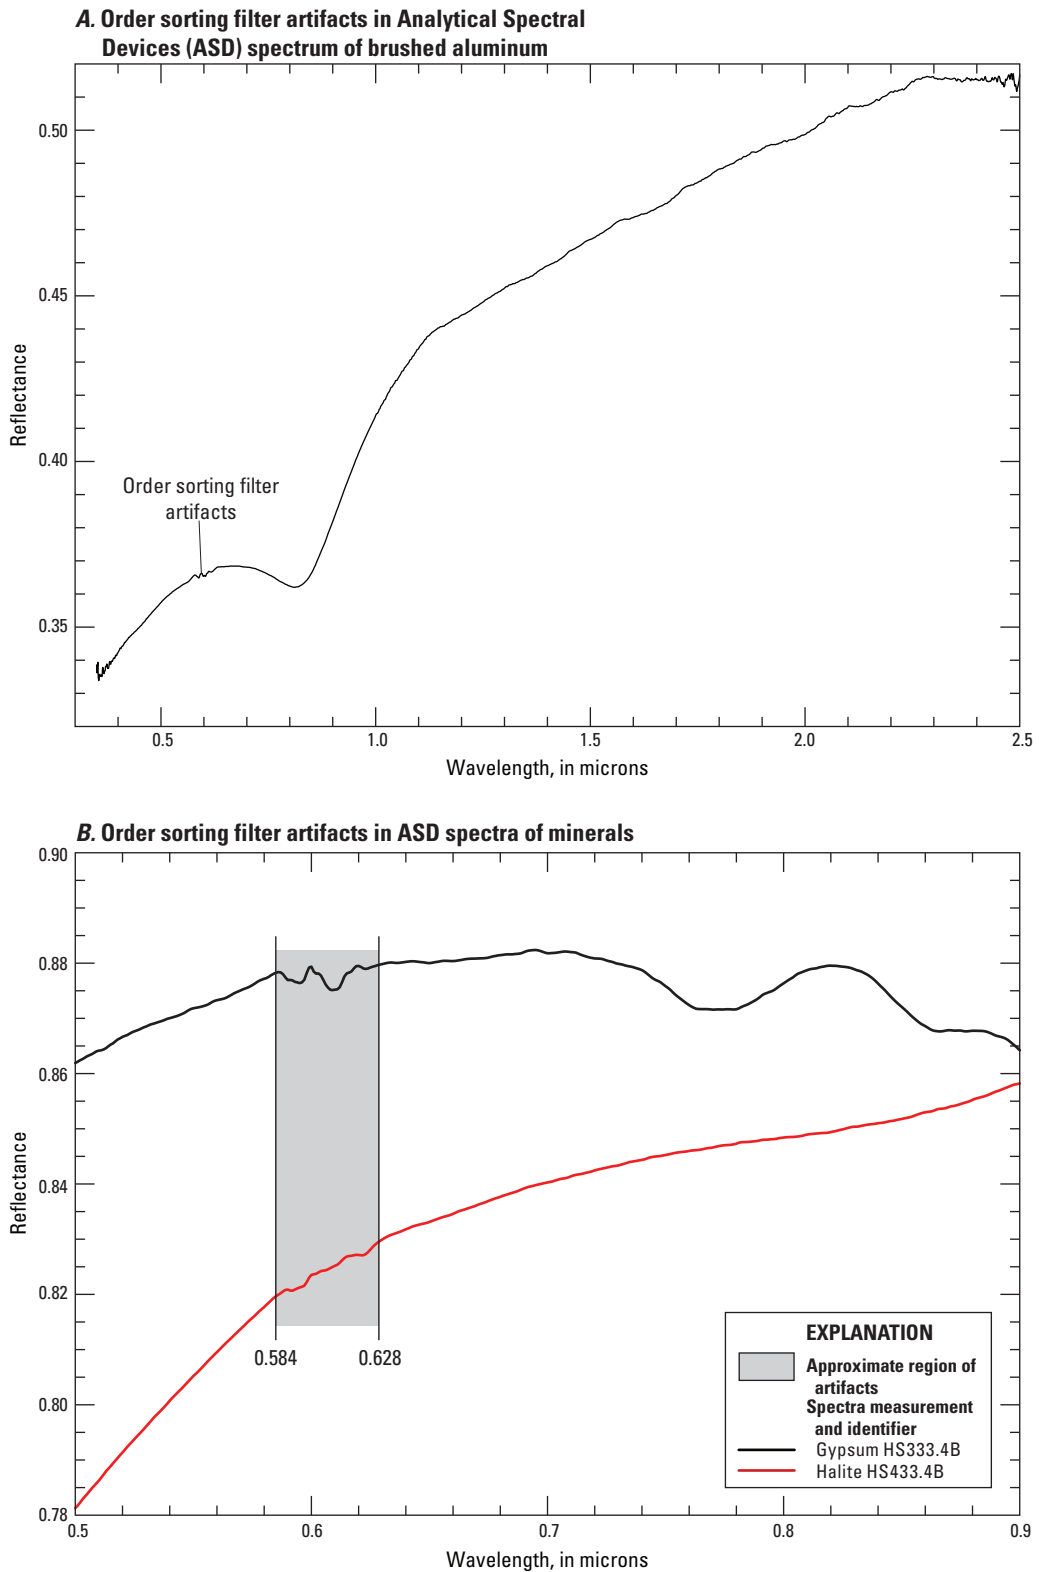 A. Order sorting filter artifacts in Analytical Spectral
Devices (ASD) spectrum of brushed aluminum
0.50
0.45
0.40
0.35
Reflectance
Order sorting filter
artifacts
0.5
1.0
1.5
2.0
2.5
Wavelength, in microns
B. Order sorting filter artifacts in ASD spectra of minerals
0.90
0.88
0.86
0.84
0.82
0.80
0.78
Reflectance
0.584
0.628
EXPLANATION
Approximate region of
artifacts
Spectra measurement
and identifier
Gypsum HS333.4B
Halite HS433.4B
0.5
0.6
0.7
0.8
0.9
Wavelength, in microns